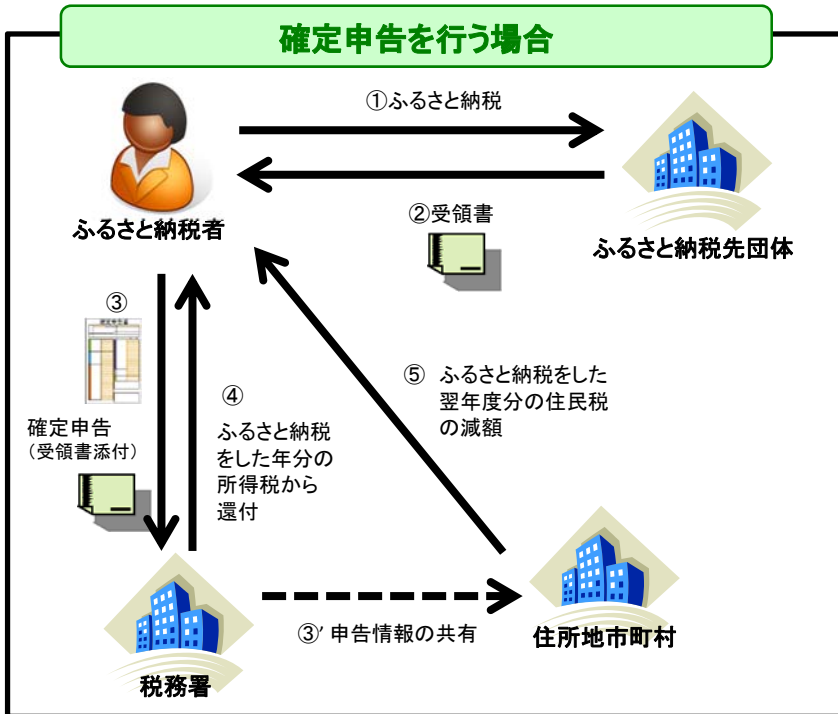 確定申告を行う場合
①ふるさと納税
②受領書
ふるさと納税者
ふるさと納税先団体
③
確定申告
（受領書添付）
④
ふるさと納税
をした年分の
所得税から
還付
⑤ ふるさと納税をした
翌年度分の住民税
の減額
③’申告情報の共有
税務署
住所地市町村